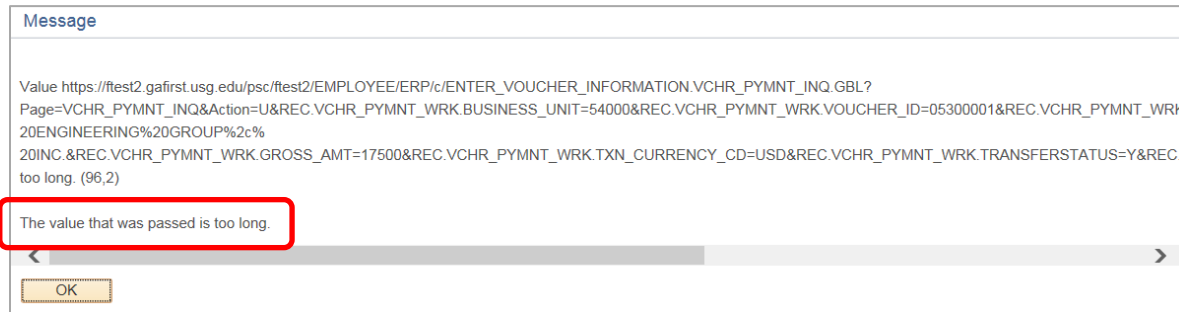 Message
Value https://ftest2.gafirst.usg.edu/psc/ftest2/EMPLOYEE/ERP/c/ENTER_VOUCHER_INFORMATION.VCHR_PYMNT_INQ.GBL?
Page=VCHR_PYMNT_INQ&Action=U&REC.VCHR_PYMNT_WRK.BUSINESS_UNIT=54000&REC.VCHR_PYMNT_WRK.VOUCHER_ID=05300001&REC.VCHR_PYMNT_WRK
20ENGINEERING%20GROUP%2c%
20INC.&REC.VCHR_PYMNT_WRK.GROSS_AMT=17500&REC.VCHR_PYMNT_WRK.TXN_CURRENCY_CD=USD&REC.VCHR_PYMNT_WRK.TRANSFERSTATUS=Y&REC.
too long. (96,2)
The value that was passed is too long.
OK